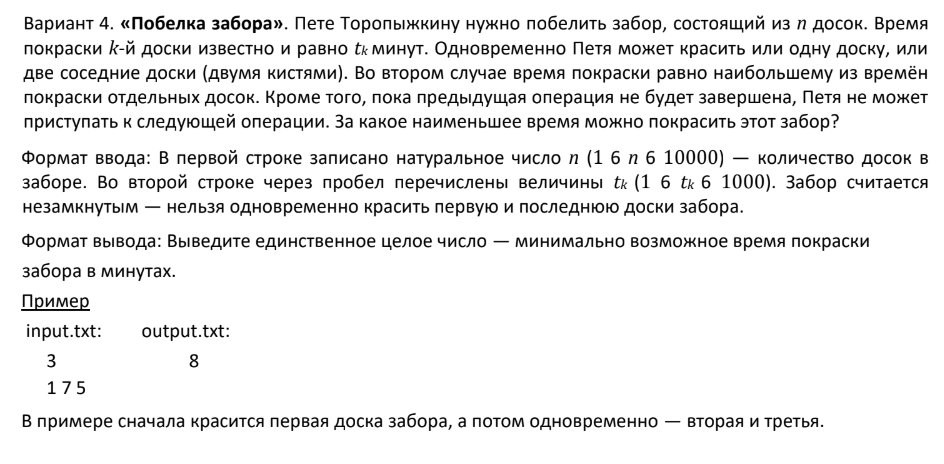 Вариант 4. «Побелка забора». Пете Торопыжкину нужно побелить забор, состоящий из n досок. Время
покраски k-й доски известно и равно tk минут. Одновременно Петя может красить или одну доску, или
две соседние доски (двумя кистями). Во втором случае время покраски равно наибольшему из времён
покраски отдельных досок. Кроме того, пока предыдущая операция не будет завершена, Петя не может
приступать к следующей операции. За какое наименьшее время можно покрасить этот забор?
Формат ввода: В первой строке записано натуральное число n (1 6 n 6 10000) — количество досок в
заборе. Во второй строке через пробел перечислены величины tk (1 6 tk 6 1000). Забор считается
незамкнутым — нельзя одновременно красить первую и последнюю доски забора.
Формат вывода: Выведите единственное целое число — минимально возможное время покраски
забора в минутах.
Пример
input.txt: output.txt:
3 8
1 7 5
В примере сначала красится первая доска забора, а потом одновременно — вторая и третья.